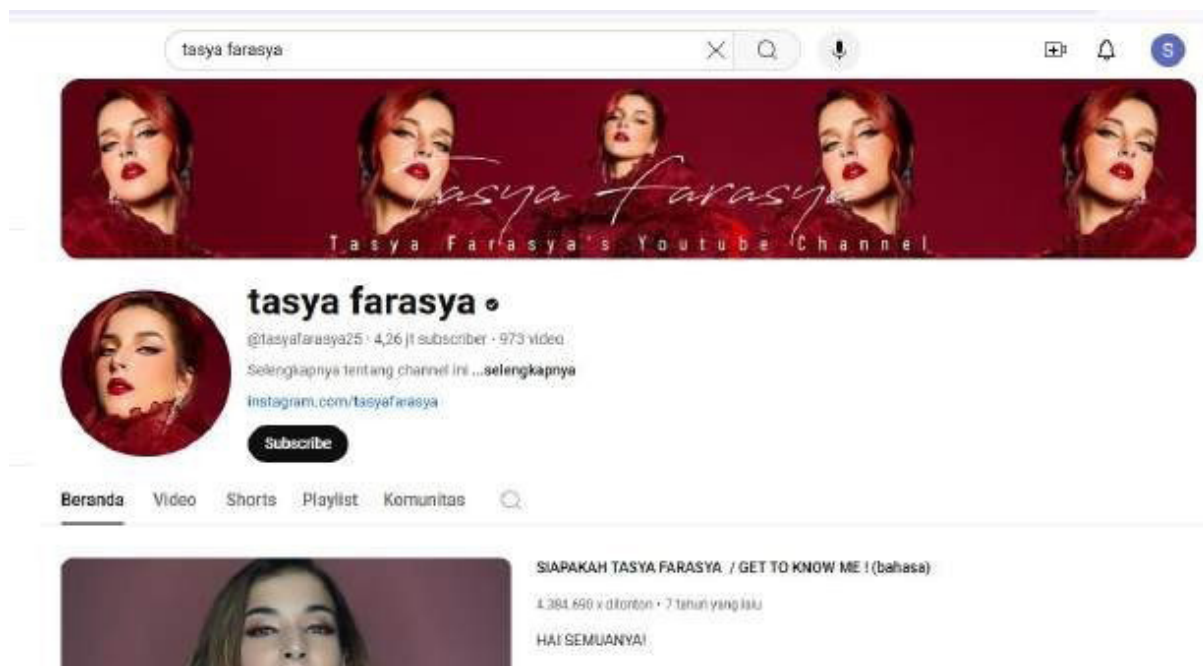 tasya farasya
S
Tasya Farasya
Tasya Farasya's Youtube Channel
tasya farasya
@tasyafarasya25 · 4,26 jt subscriber · 973 video
Selengkapnya tentang channel ini ...selengkapnya
instagram.com/tasyafarasya
Subscribe
Beranda Video Shorts Playlist Komunitas
SIAPAKAH TASYA FARASYA / GET TO KNOW ME ! (bahasa)
4.384.690 x ditonton • 7 tahun yang lalu
HAI SEMUANYA!